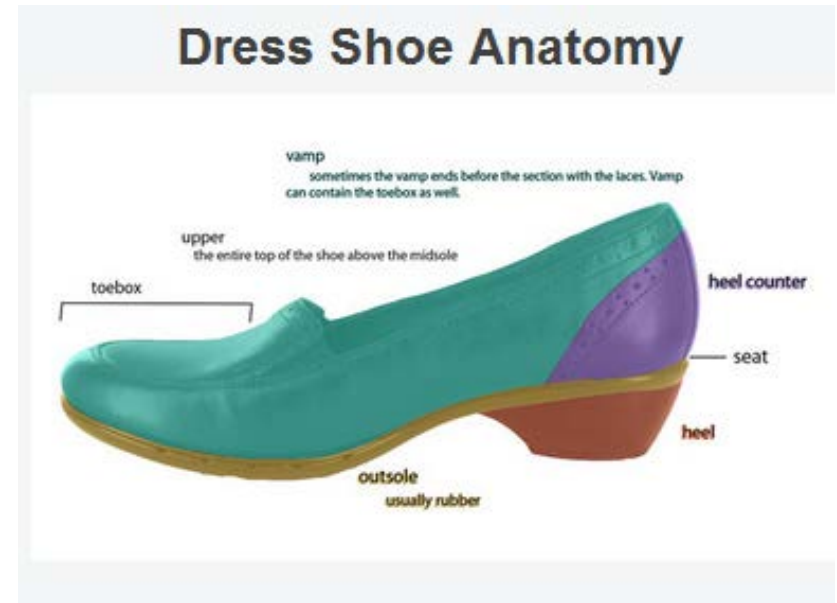 Dress Shoe Anatomy
vamp
sometimes the vamp ends before the section with the laces. Vamp
can contain the toebox as well.
upper
the entire top of the shoe above the midsole
toebox
heel counter
seat
heel
outsole
usually rubber